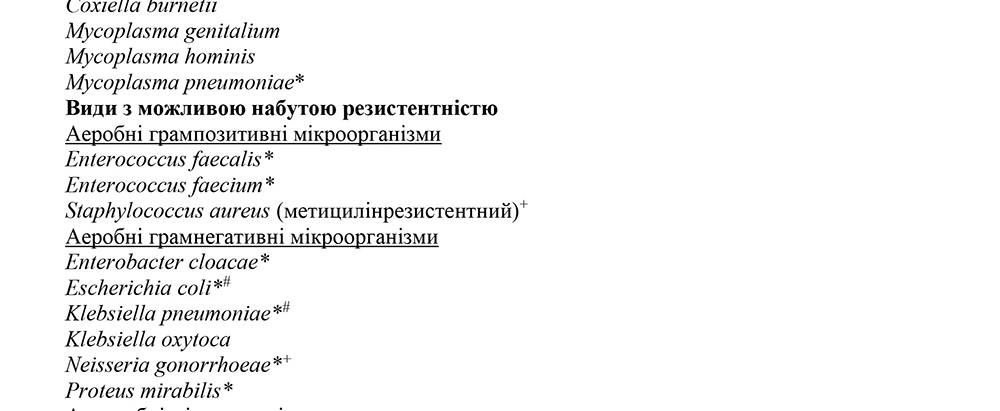 Coxiella burnetii
Mycoplasma genitalium
Mycoplasma hominis
Mycoplasma pneumoniae*
Види з можливою набутою резистентністю
Аеробні грампозитивні мікроорганізми
Enterococcus faecalis*
Enterococcus faecium*
Staphylococcus aureus (метицилінрезистентний)+
Аеробні грамнегативні мікроорганізми
Enterobacter cloacae*
Escherichia coli*#
Klebsiella pneumoniae*#
Klebsiella oxytoca
Neisseria gonorrhoeae*+
Proteus mirabilis*